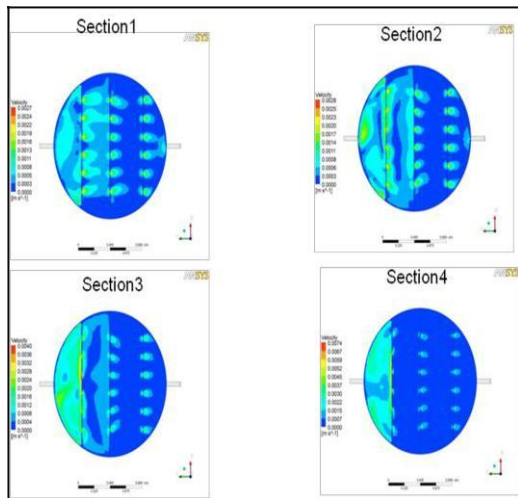 Section1
ANSYS
Velocity
0.0027
0.0024
0.0022
0.0019
0.0016
0.0013
0.0011
0.0008
0.0005
0.0003
0.0000
[m s^-1]
Section2
ANSYS
Velocity
0.0028
0.0025
0.0022
0.0020
0.0017
0.0014
0.0011
0.0008
0.0006
0.0003
0.0000
[m s^-1]
Section3
ANSYS
Velocity
0.0040
0.0036
0.0032
0.0028
0.0024
0.0020
0.0016
0.0012
0.0008
0.0004
0.0000
[m s^-1]
Section4
ANSYS
Velocity
0.0074
0.0067
0.0059
0.0052
0.0045
0.0037
0.0030
0.0022
0.0015
0.0007
0.0000
[m s^-1]